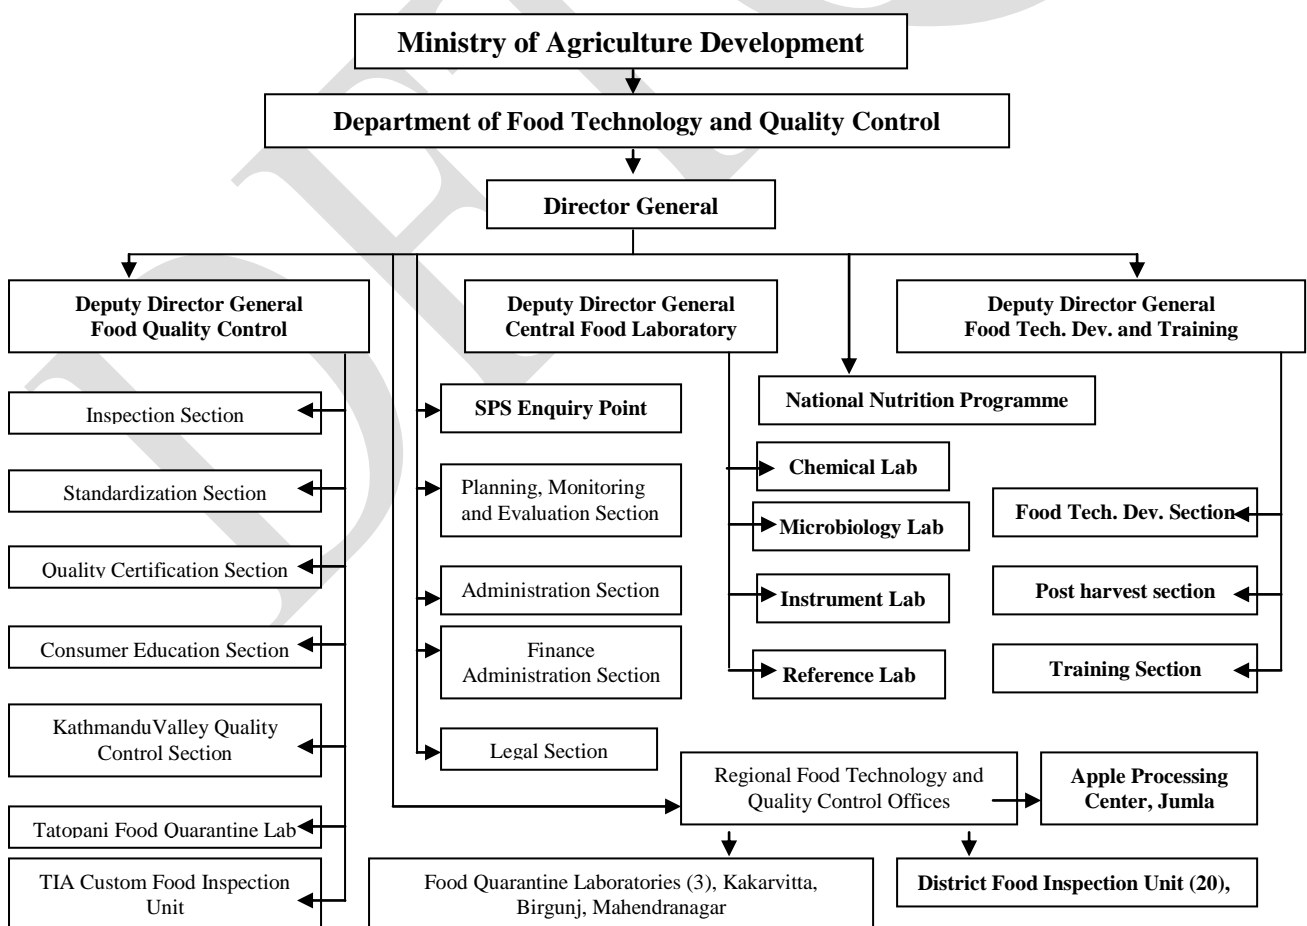 Ministry of Agriculture Development
Department of Food Technology and Quality Control
Director General
Deputy Director General
Food Quality Control
Deputy Director General
Central Food Laboratory
Deputy Director General
Food Tech. Dev. and Training
Inspection Section
Standardization Section
Quality Certification Section
Consumer Education Section
KathmanduValley Quality
Control Section
Tatopani Food Quarantine Lab
TIA Custom Food Inspection
Unit
SPS Enquiry Point
Planning, Monitoring
and Evaluation Section
Administration Section
Finance
Administration Section
Legal Section
National Nutrition Programme
Chemical Lab
Microbiology Lab
Instrument Lab
Reference Lab
Food Tech. Dev. Section
Post harvest section
Training Section
Regional Food Technology and
Quality Control Offices
Apple Processing
Center, Jumla
Food Quarantine Laboratories (3), Kakarvitta,
Birgunj, Mahendranagar
District Food Inspection Unit (20),